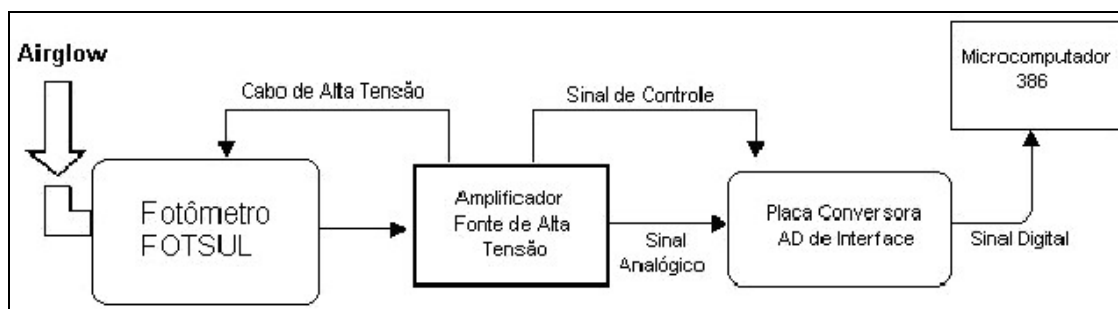 Airglow
Cabo de Alta Tensão
Sinal de Controle
Microcomputador
386
Fotômetro
FOTSUL
Amplificador
Fonte de Alta
Tensão
Sinal
Analógico
Placa Conversora
AD de Interface
Sinal Digital